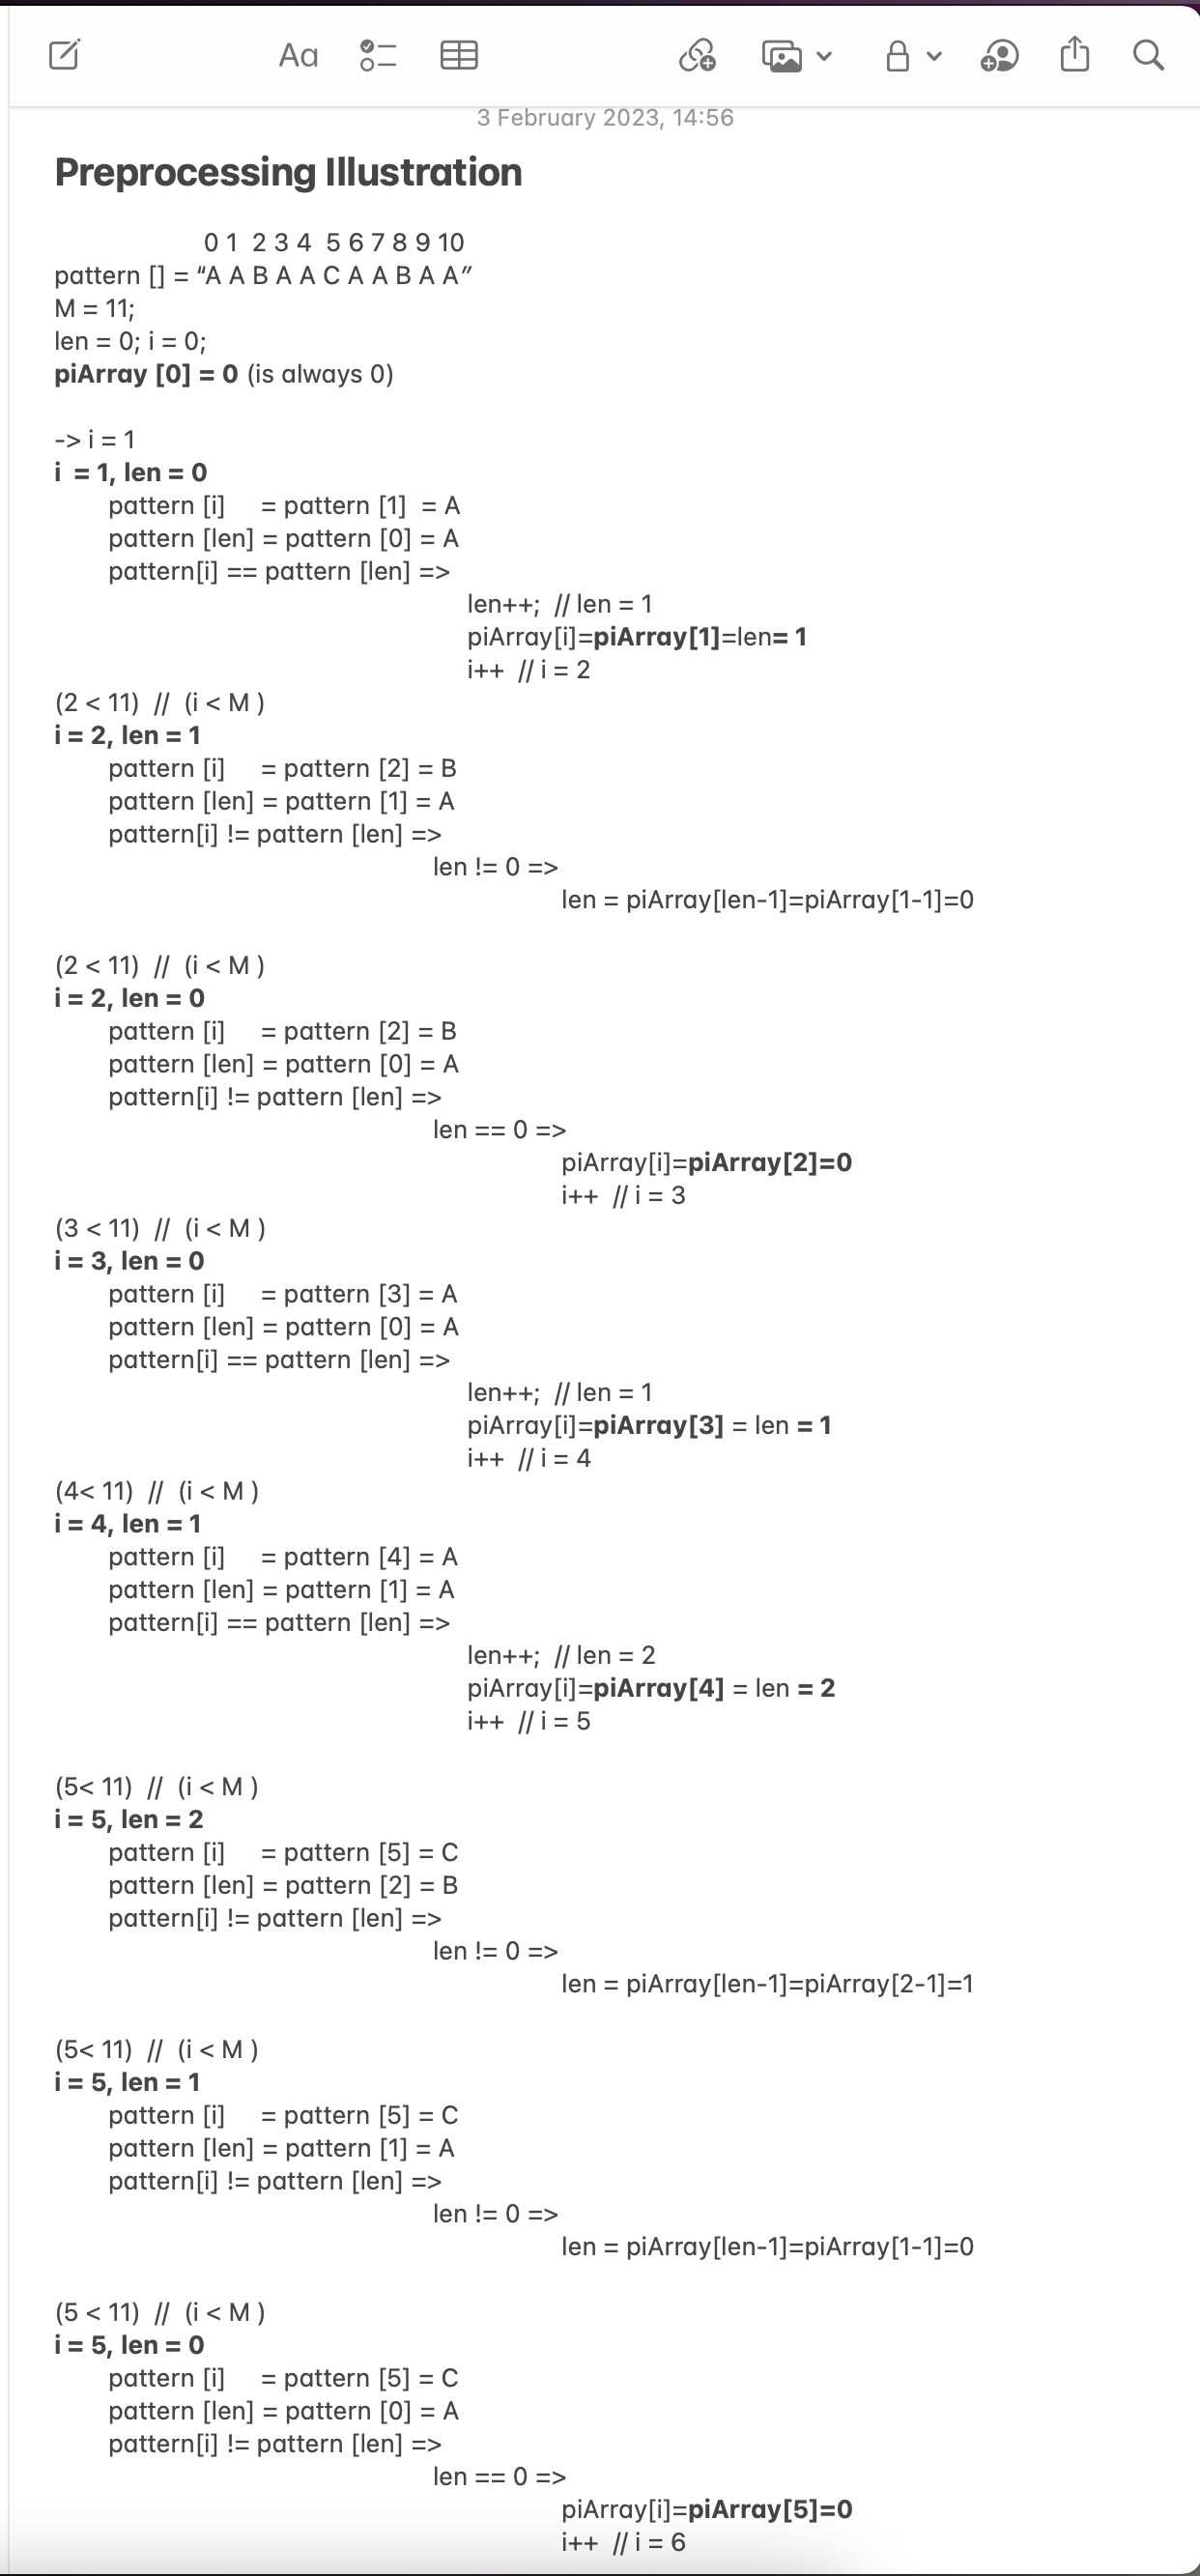 Aa
3 February 2023, 14:56
Preprocessing Illustration
0 1 2 3 4 5 6 7 8 9 10
pattern [] = “A A B A A C A A B A A”
M = 11;
len = 0; i = 0;
piArray [0] = 0 (is always 0)
-> i = 1
i = 1, len = 0
pattern [i] = pattern [1] = A
pattern [len] = pattern [0] = A
pattern[i] == pattern [len] =>
len++; // len = 1
piArray[i]=piArray[1]=len= 1
i++ // i = 2
(2 < 11) // (i < M )
i = 2, len = 1
pattern [i] = pattern [2] = B
pattern [len] = pattern [1] = A
pattern[i] != pattern [len] =>
len != 0 =>
len = piArray[len-1]=piArray[1-1]=0
(2 < 11) // (i < M )
i = 2, len = 0
pattern [i] = pattern [2] = B
pattern [len] = pattern [0] = A
pattern[i] != pattern [len] =>
len == 0 =>
piArray[i]=piArray[2]=0
i++ // i = 3
(3 < 11) // (i < M )
i = 3, len = 0
pattern [i] = pattern [3] = A
pattern [len] = pattern [0] = A
pattern[i] == pattern [len] =>
len++; // len = 1
piArray[i]=piArray[3] = len = 1
i++ // i = 4
(4< 11) // (i < M )
i = 4, len = 1
pattern [i] = pattern [4] = A
pattern [len] = pattern [1] = A
pattern[i] == pattern [len] =>
len++; // len = 2
piArray[i]=piArray[4] = len = 2
i++ // i = 5
(5< 11) // (i < M )
i = 5, len = 2
pattern [i] = pattern [5] = C
pattern [len] = pattern [2] = B
pattern[i] != pattern [len] =>
len != 0 =>
len = piArray[len-1]=piArray[2-1]=1
(5< 11) // (i < M )
i = 5, len = 1
pattern [i] = pattern [5] = C
pattern [len] = pattern [1] = A
pattern[i] != pattern [len] =>
len != 0 =>
len = piArray[len-1]=piArray[1-1]=0
(5 < 11) // (i < M )
i = 5, len = 0
pattern [i] = pattern [5] = C
pattern [len] = pattern [0] = A
pattern[i] != pattern [len] =>
len == 0 =>
piArray[i]=piArray[5]=0
i++ // i = 6